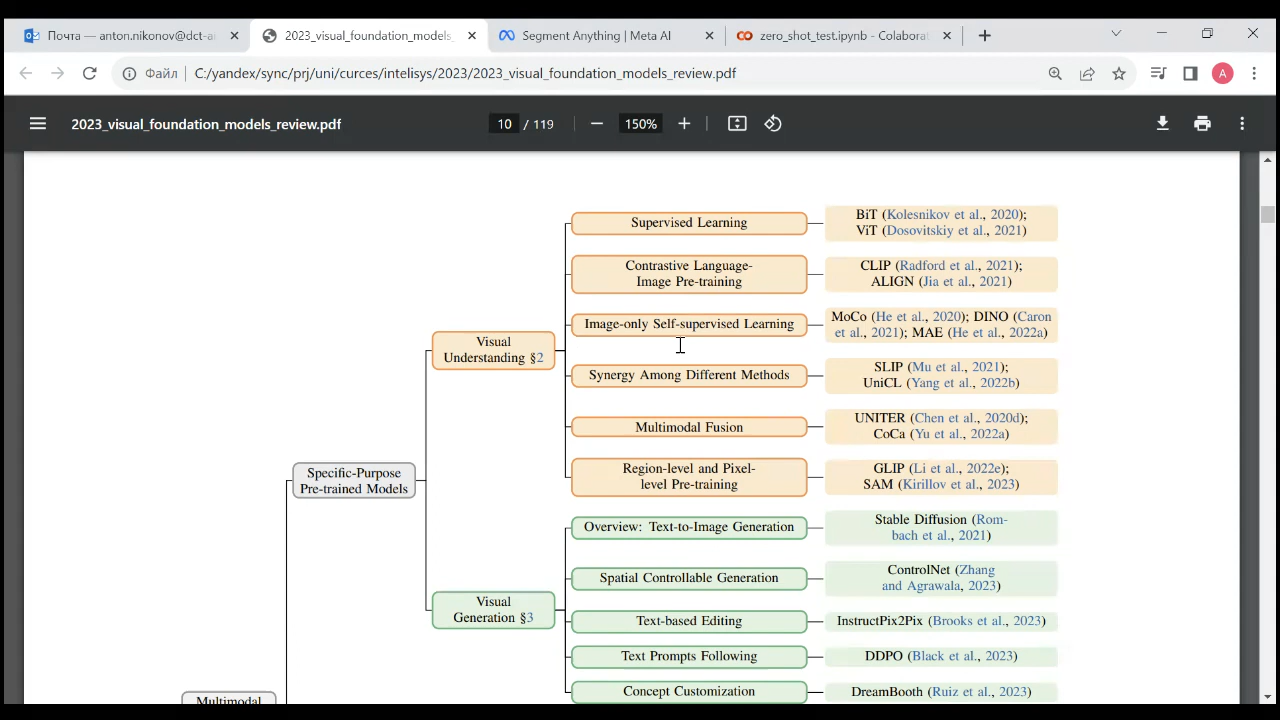 Почта — anton.nikonov@dct-a
2023_visual_foundation_models_
Segment Anything | Meta AI
zero_shot_test.ipynb - Colabora
Файл
C:/yandex/sync/prj/uni/curces/intelisys/2023/2023_visual_foundation_models_review.pdf
A
2023_visual_foundation_models_review.pdf
10 / 119
150%
Supervised Learning
BiT (Kolesnikov et al., 2020);
ViT (Dosovitskiy et al., 2021)
Contrastive Language-
Image Pre-training
CLIP (Radford et al., 2021);
ALIGN (Jia et al., 2021)
Image-only Self-supervised Learning
MoCo (He et al., 2020); DINO (Caron
et al., 2021); MAE (He et al., 2022a)
Visual
Understanding §2
Synergy Among Different Methods
SLIP (Mu et al., 2021);
UniCL (Yang et al., 2022b)
Multimodal Fusion
UNITER (Chen et al., 2020d);
CoCa (Yu et al., 2022a)
Specific-Purpose
Pre-trained Models
Region-level and Pixel-
level Pre-training
GLIP (Li et al., 2022e);
SAM (Kirillov et al., 2023)
Overview: Text-to-Image Generation
Stable Diffusion (Rom-
bach et al., 2021)
Spatial Controllable Generation
ControlNet (Zhang
and Agrawala, 2023)
Visual
Generation §3
Text-based Editing
InstructPix2Pix (Brooks et al., 2023)
Text Prompts Following
DDPO (Black et al., 2023)
Concept Customization
DreamBooth (Ruiz et al., 2023)
Multimodal